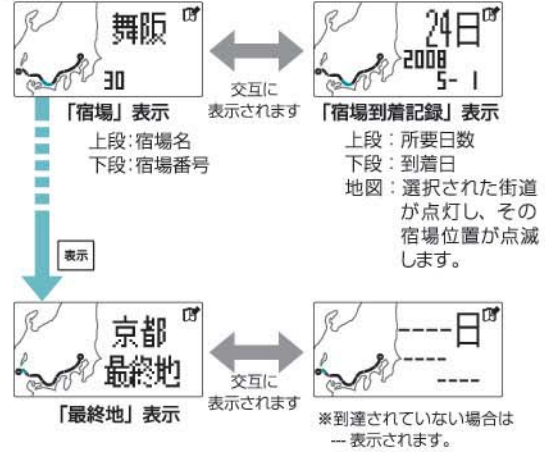 舞阪
30
24日
2008
5- 1
交互に
表示されます
「宿場」表示
上段：宿場名
下段：宿場番号
「宿場到着記録」表示
上段：所要日数
下段：到着日
地図：選択された街道
が点灯し、その
宿場位置が点滅
します。
表示
京都
最終地
----日
----
----
交互に
表示されます
「最終地」表示
※到達されていない場合は
--- 表示されます。